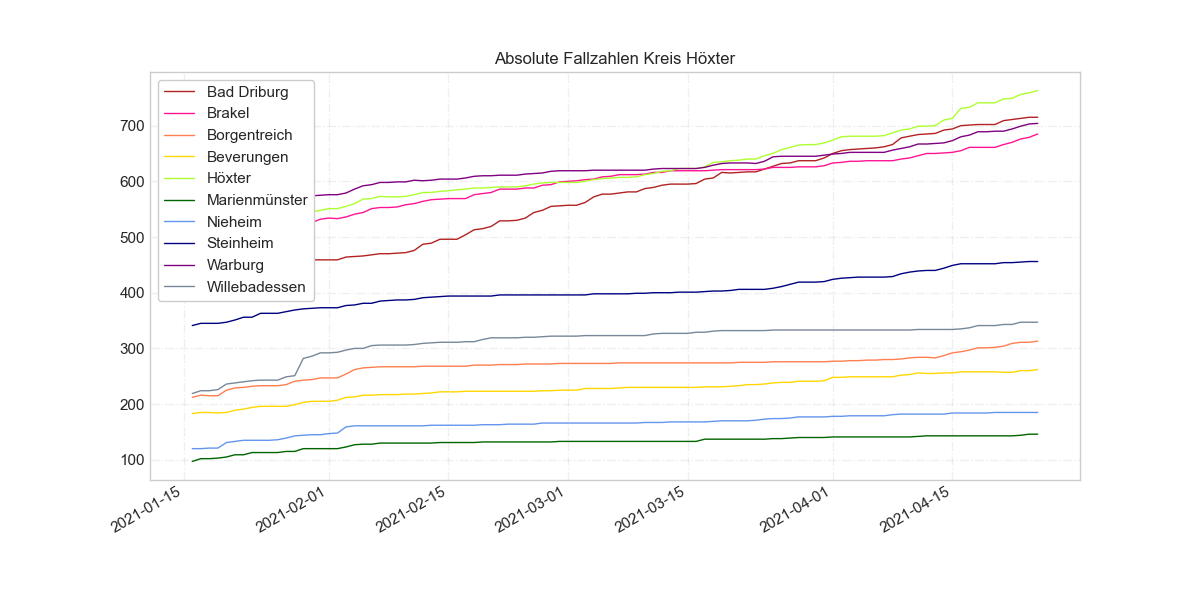 Absolute Fallzahlen Kreis Höxter
Bad Driburg
Brakel
Borgentreich
Beverungen
Höxter
Marienmünster
Nieheim
Steinheim
Warburg
Willebadessen
700
600
500
400
300
200
100
2021-01-15
2021-02-01
2021-02-15
2021-03-01
2021-03-15
2021-04-01
2021-04-15